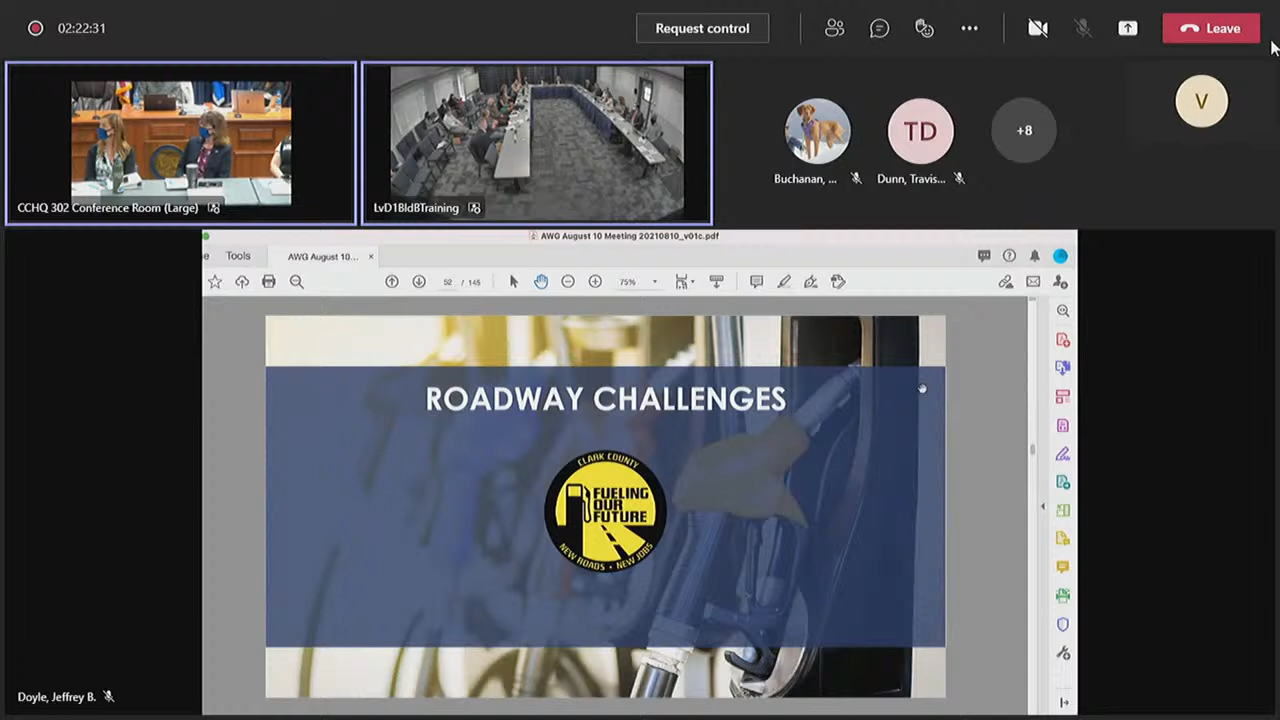 02:22:31
Request control
Leave
CCHQ 302 Conference Room (Large)
LvD1BldBTraining
Buchanan, ...
TD
Dunn, Travis...
+8
V
AWG August 10 Meeting 20210810_v01c.pdf
e
Tools
AWG August 10...
52 / 145
75%
ROADWAY CHALLENGES
CLARK COUNTY
FUELING
OUR
FUTURE
NEW ROADS • NEW JOBS
Doyle, Jeffrey B.